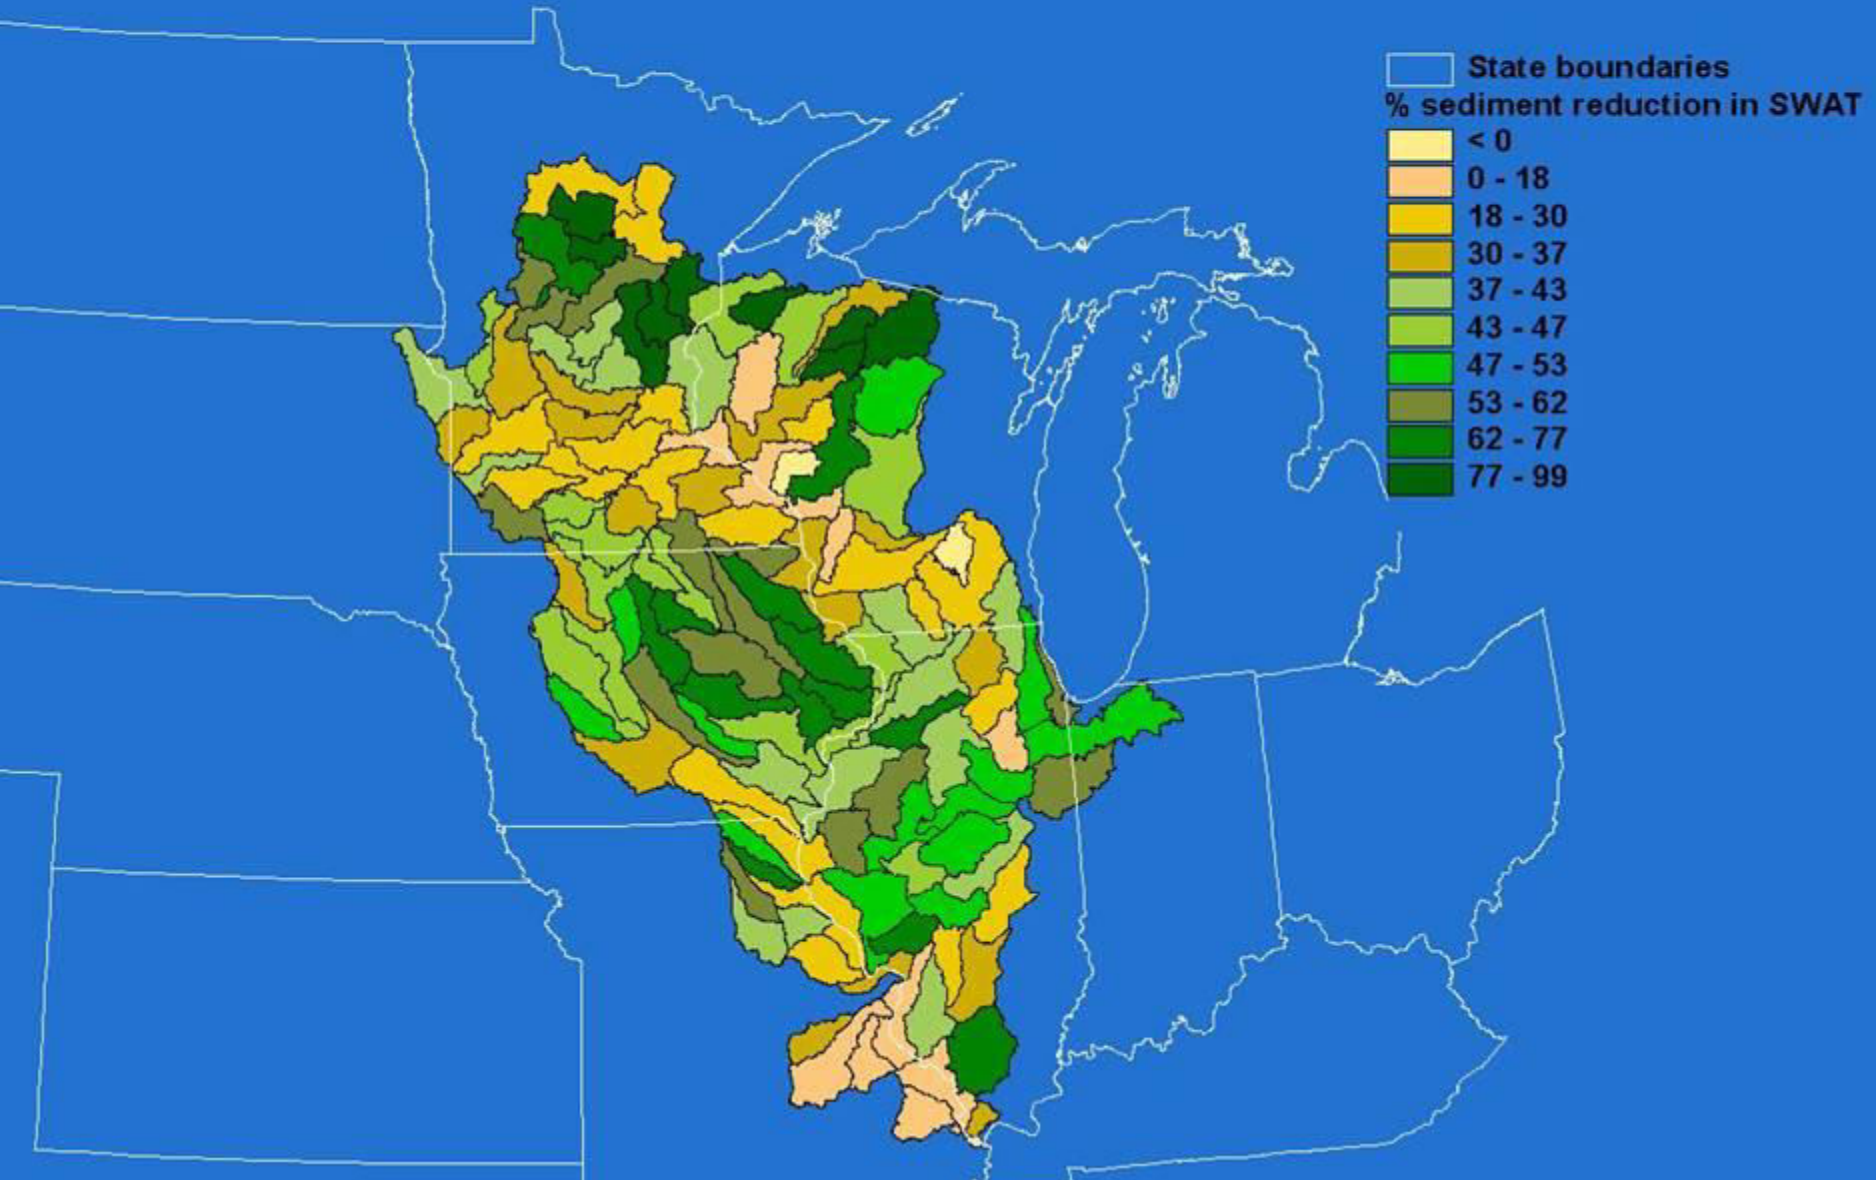 State boundaries
% sediment reduction in SWAT
< 0
0 - 18
18 - 30
30 - 37
37 - 43
43 - 47
47 - 53
53 - 62
62 - 77
77 - 99